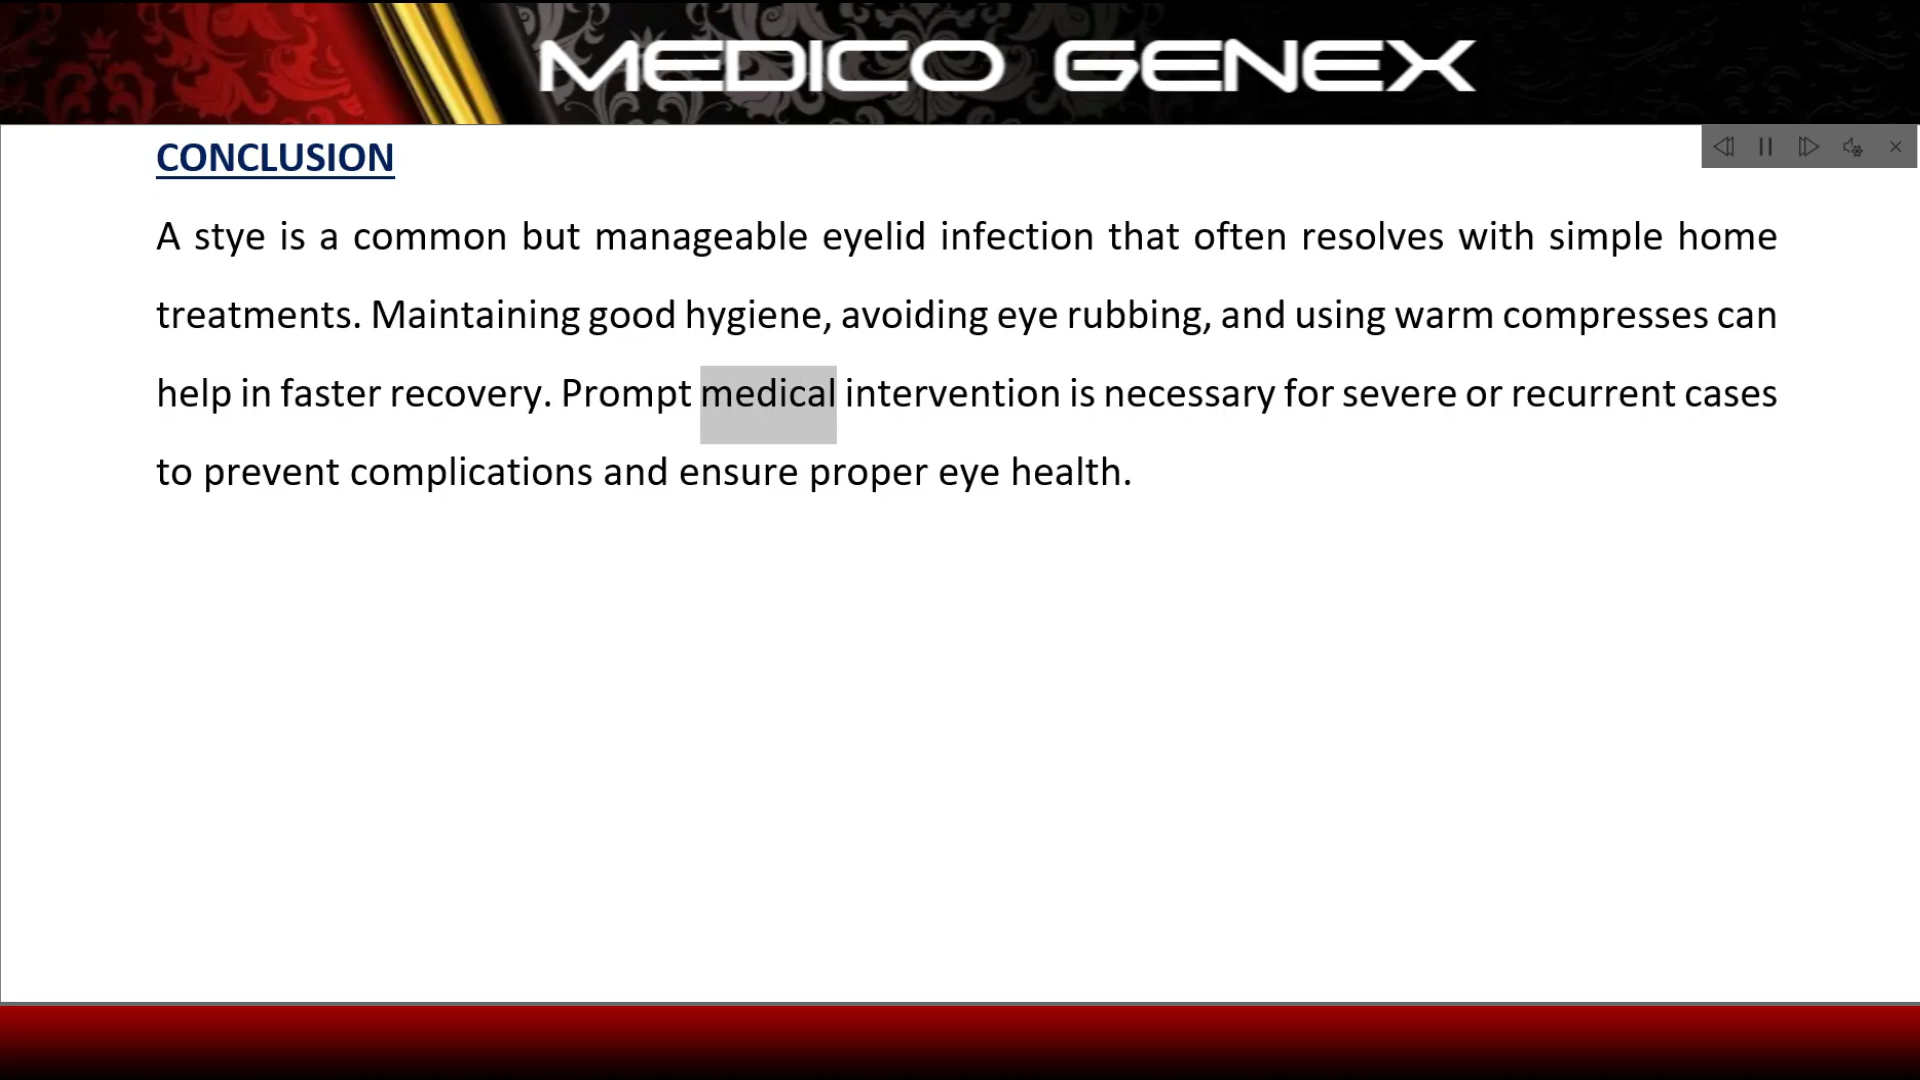 MEDICO GENEX
CONCLUSION
A stye is a common but manageable eyelid infection that often resolves with simple home
treatments. Maintaining good hygiene, avoiding eye rubbing, and using warm compresses can
help in faster recovery. Prompt medical intervention is necessary for severe or recurrent cases
to prevent complications and ensure proper eye health.